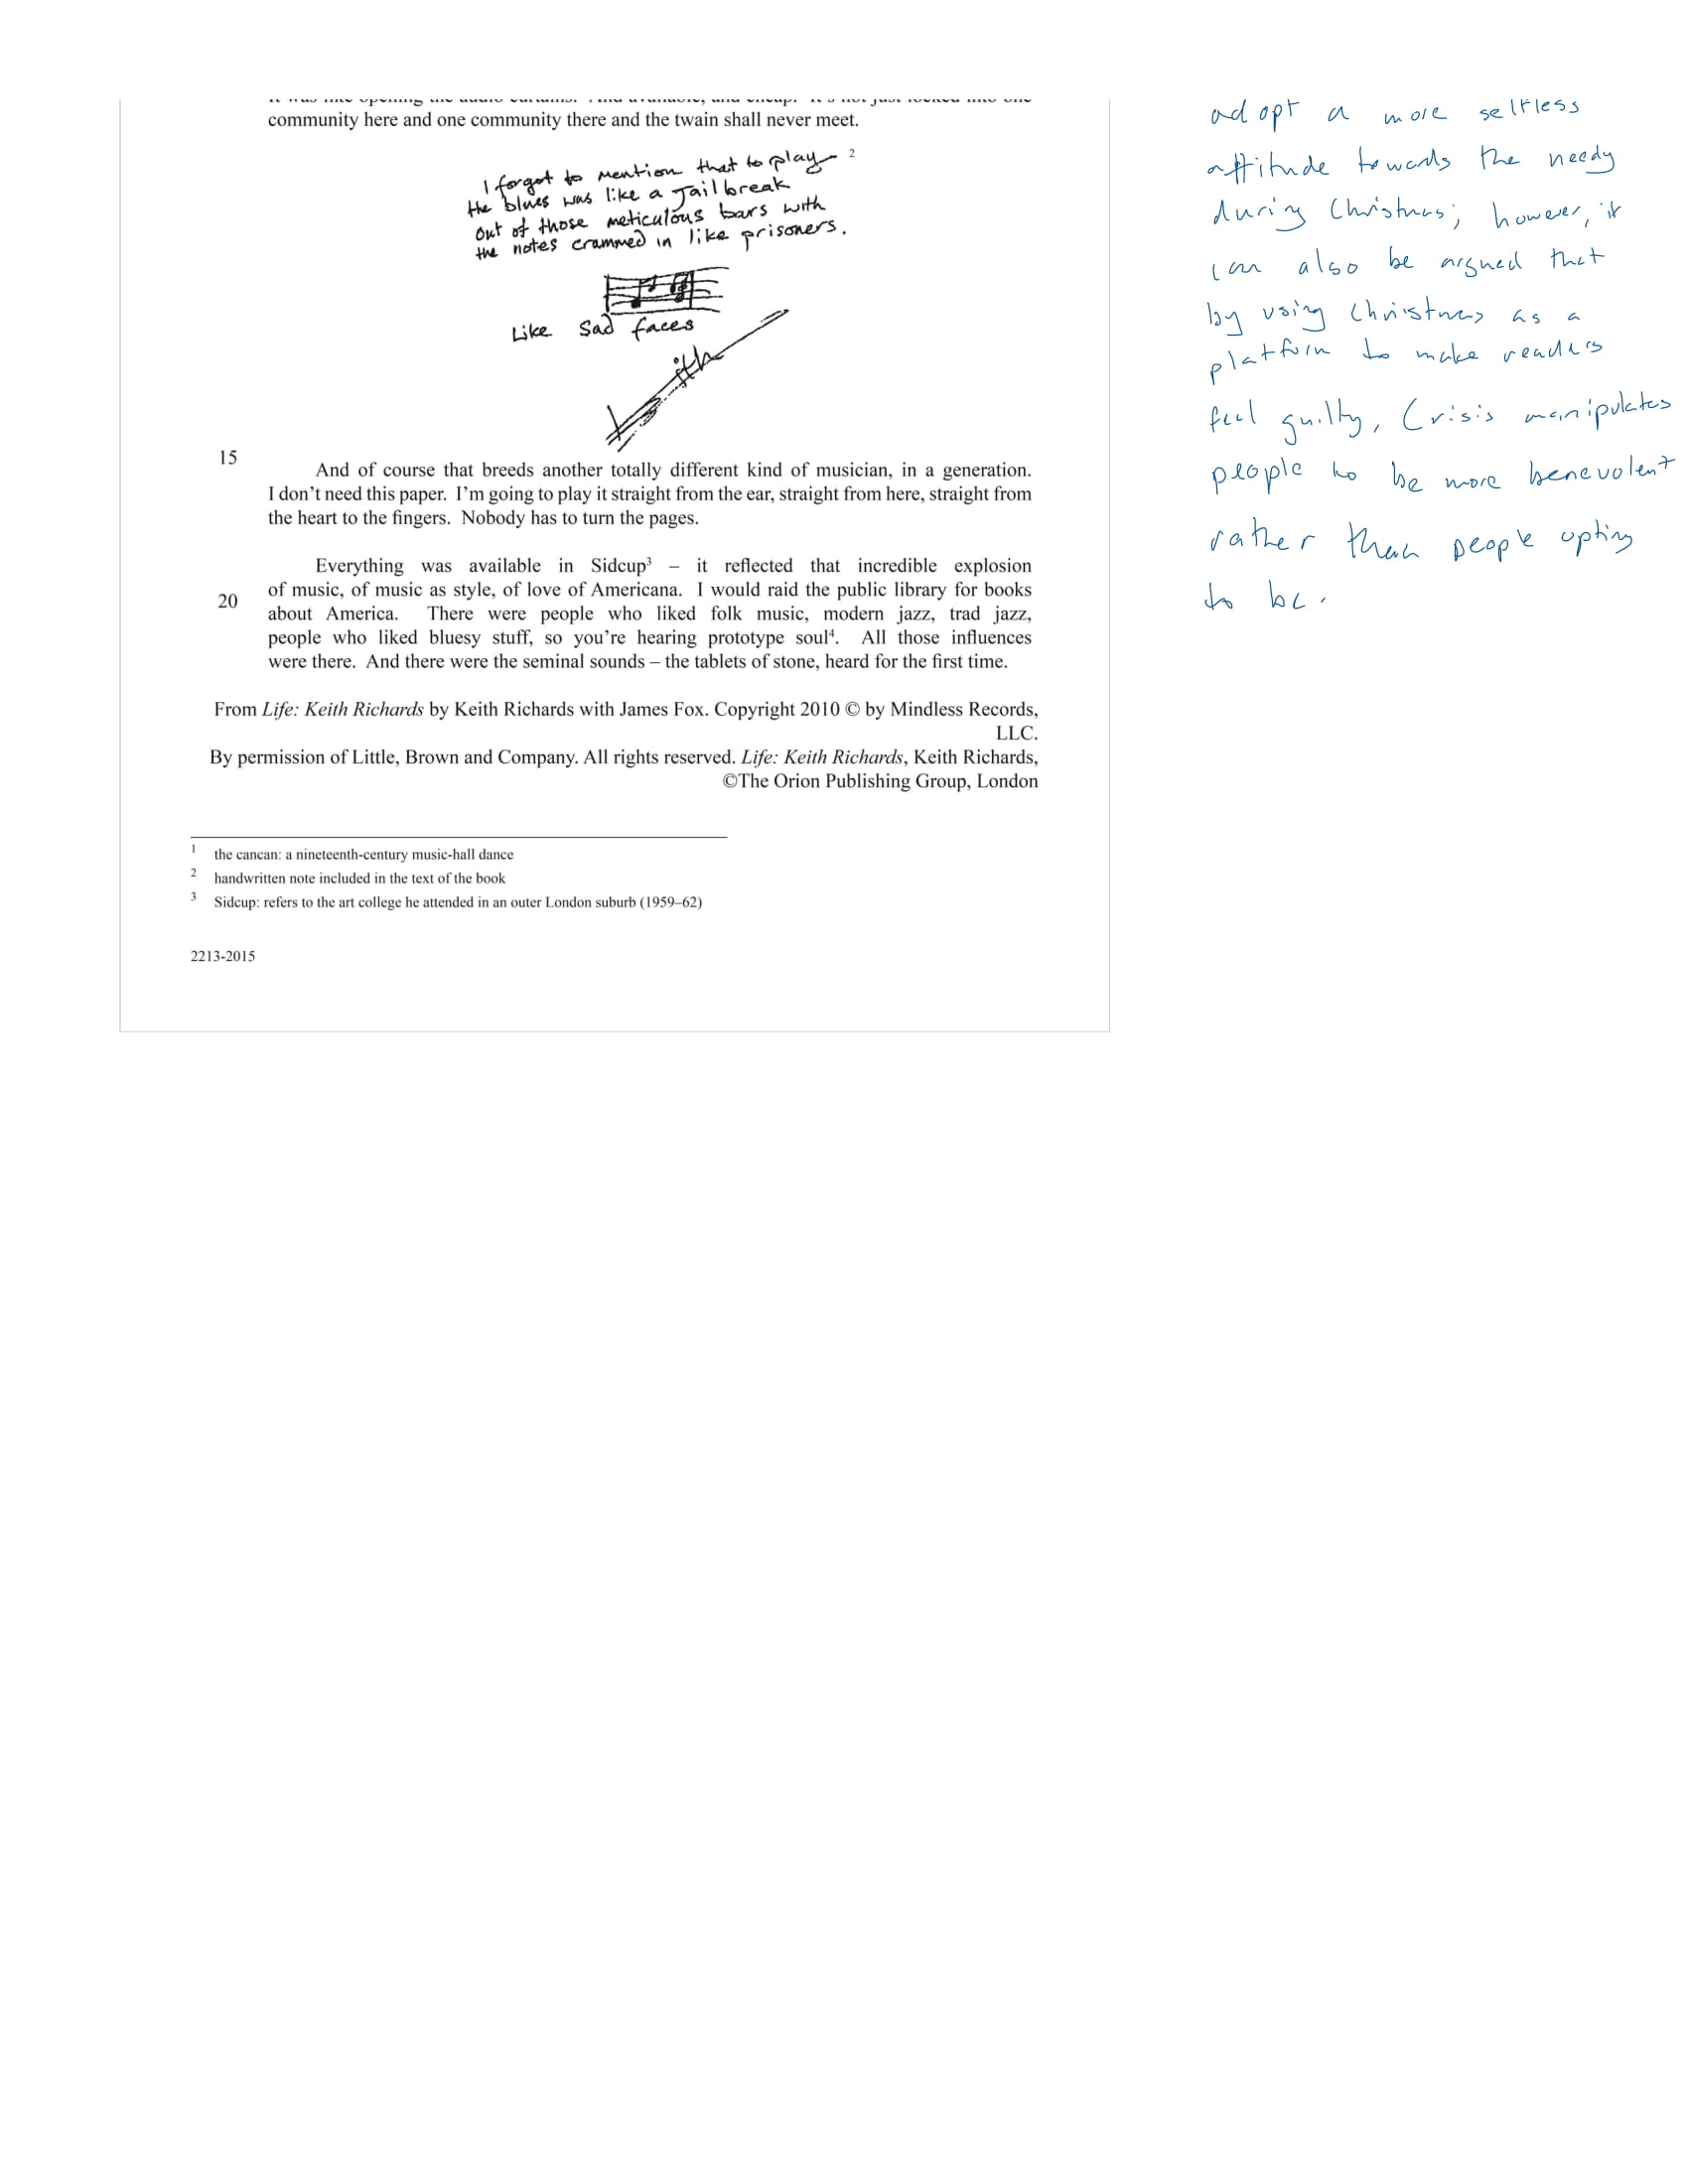 community here and one community there and the twain shall never meet.
I forgot to mention that to play 2
the blues was like a jailbreak
out of those meticulous bars with
the notes crammed in like prisoners.
Like Sad faces
15
And of course that breeds another totally different kind of musician, in a generation.
I don't need this paper. I'm going to play it straight from the ear, straight from here, straight from
the heart to the fingers. Nobody has to turn the pages.
Everything was available in Sidcup3 – it reflected that incredible explosion
of music, of music as style, of love of Americana. I would raid the public library for books
20
about America. There were people who liked folk music, modern jazz, trad jazz,
people who liked bluesy stuff, so you're hearing prototype soul4. All those influences
were there. And there were the seminal sounds – the tablets of stone, heard for the first time.
From Life: Keith Richards by Keith Richards with James Fox. Copyright 2010 © by Mindless Records,
LLC.
By permission of Little, Brown and Company. All rights reserved. Life: Keith Richards, Keith Richards,
©The Orion Publishing Group, London
1 the cancan: a nineteenth-century music-hall dance
2 handwritten note included in the text of the book
3 Sidcup: refers to the art college he attended in an outer London suburb (1959–62)
2213-2015
adopt a more selfless
attitude towards the needy
during Christmas; however, it
can also be argued that
by using Christmas as a
platform to make readers
feel guilty, Crisis manipulates
people to be more benevolent
rather than people opting
to be.